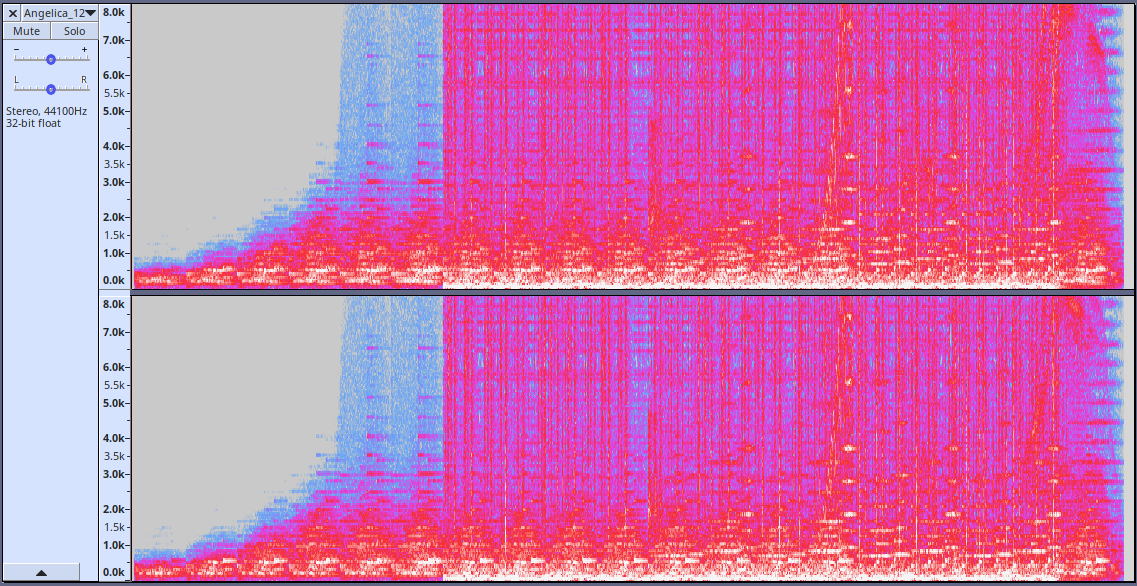 × Angelica_12▼
Mute Solo
- +
L R
Stereo, 44100Hz
32-bit float
8.0k
7.0k
6.0k
5.5k
5.0k
4.0k
3.5k
3.0k
2.0k
1.5k
1.0k
0.0k
8.0k
7.0k
6.0k
5.5k
5.0k
4.0k
3.5k
3.0k
2.0k
1.5k
1.0k
0.0k